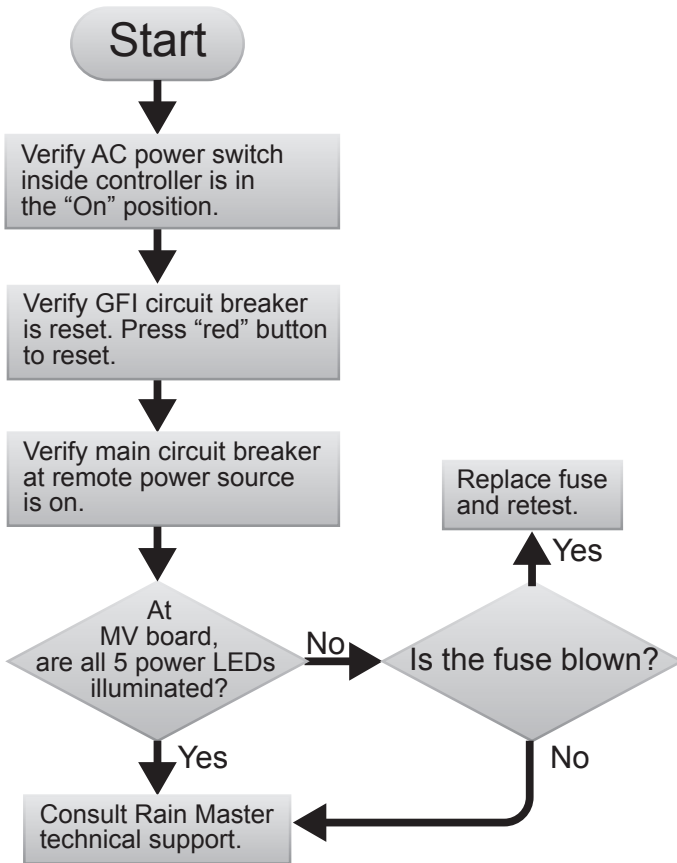 Start
Verify AC power switch
inside controller is in
the “On” position.
Verify GFI circuit breaker
is reset. Press “red” button
to reset.
Verify main circuit breaker
at remote power source
is on.
Replace fuse
and retest.
Yes
At
MV board,
are all 5 power LEDs
illuminated?
No
Is the fuse blown?
Yes
No
Consult Rain Master
technical support.